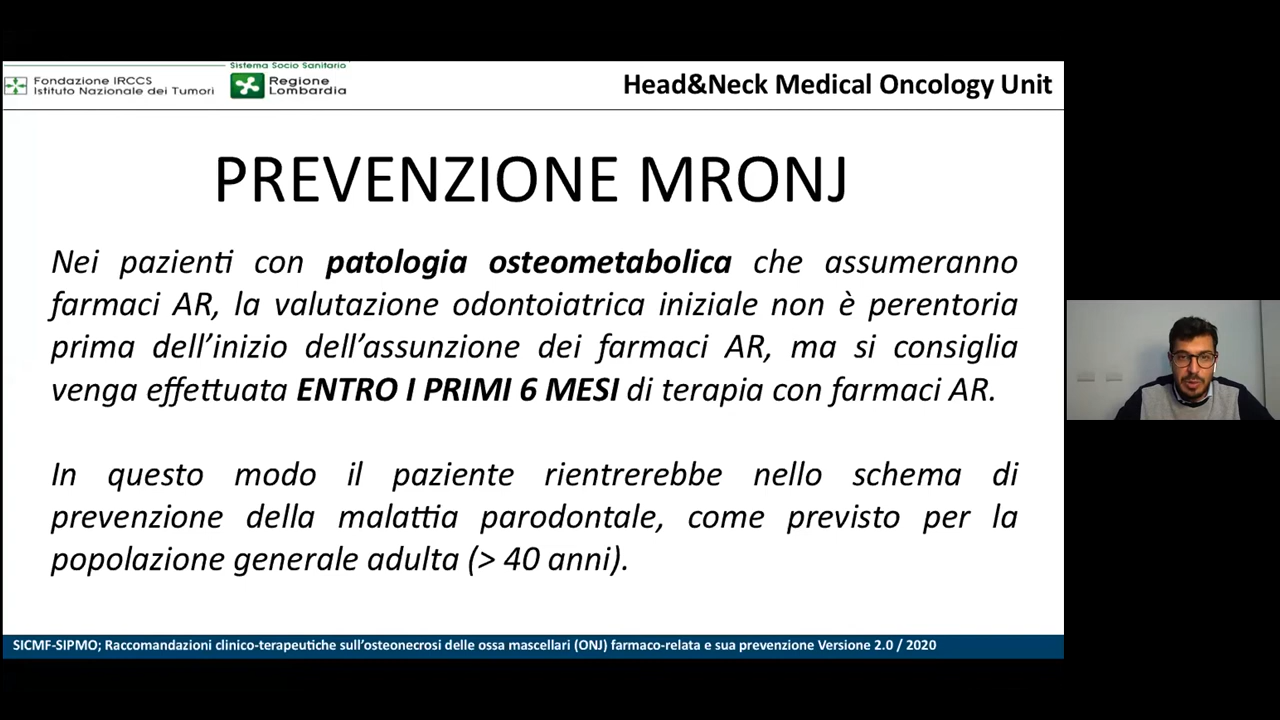 Sistema Socio Sanitario
Fondazione IRCCS
Istituto Nazionale dei Tumori
Regione
Lombardia
Head&Neck Medical Oncology Unit
PREVENZIONE MRONJ
Nei pazienti con patologia osteometabolica che assumeranno
farmaci AR, la valutazione odontoiatrica iniziale non è perentoria
prima dell’inizio dell’assunzione dei farmaci AR, ma si consiglia
venga effettuata ENTRO I PRIMI 6 MESI di terapia con farmaci AR.
In questo modo il paziente rientrerebbe nello schema di
prevenzione della malattia parodontale, come previsto per la
popolazione generale adulta (> 40 anni).
SICMF-SIPMO; Raccomandazioni clinico-terapeutiche sull’osteonecrosi delle ossa mascellari (ONJ) farmaco-relata e sua prevenzione Versione 2.0 / 2020